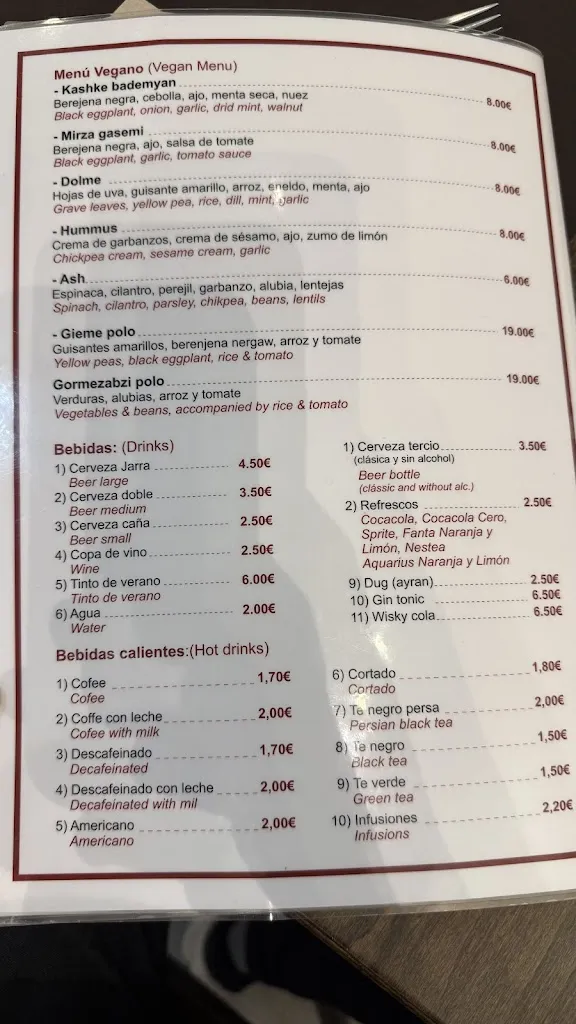 Menú Vegano (Vegan Menu)
- Kashke bademyan 8.00€
Berejena negra, cebolla, ajo, menta seca, nuez
Black eggplant, onion, garlic, drid mint, walnut
- Mirza gasemi 8.00€
Berejena negra, ajo, salsa de tomate
Black eggplant, garlic, tomato sauce
- Dolme 8.00€
Hojas de uva, guisante amarillo, arroz, eneldo, menta, ajo
Grave leaves, yellow pea, rice, dill, mint, garlic
- Hummus 8.00€
Crema de garbanzos, crema de sésamo, ajo, zumo de limón
Chickpea cream, sesame cream, garlic
- Ash 6.00€
Espinaca, cilantro, perejil, garbanzo, alubia, lentejas
Spinach, cilantro, parsley, chikpea, beans, lentils
- Gieme polo 19.00€
Guisantes amarillos, berenjena nergaw, arroz y tomate
Yellow peas, black eggplant, rice & tomato
Gormezabzi polo 19.00€
Verduras, alubias, arroz y tomate
Vegetables & beans, accompanied by rice & tomato
Bebidas: (Drinks)
1) Cerveza Jarra 4.50€
Beer large
2) Cerveza doble 3.50€
Beer medium
3) Cerveza caña 2.50€
Beer small
4) Copa de vino 2.50€
Wine
5) Tinto de verano 6.00€
Tinto de verano
6) Agua 2.00€
Water
1) Cerveza tercio 3.50€
(clásica y sin alcohol)
Beer bottle
(clássic and without alc.)
2) Refrescos 2.50€
Cocacola, Cocacola Cero,
Sprite, Fanta Naranja y
Limón, Nestea
Aquarius Naranja y Limón
9) Dug (ayran) 2.50€
10) Gin tonic 6.50€
11) Wisky cola 6.50€
Bebidas calientes:(Hot drinks)
1) Cofee 1,70€
Cofee
2) Coffe con leche 2,00€
Cofee with milk
3) Descafeinado 1,70€
Decafeinated
4) Descafeinado con leche 2,00€
Decafeinated with mil
5) Americano 2,00€
Americano
6) Cortado 1,80€
Cortado
7) Te negro persa 2,00€
Persian black tea
8) Te negro 1,50€
Black tea
9) Te verde 1,50€
Green tea
10) Infusiones 2,20€
Infusions